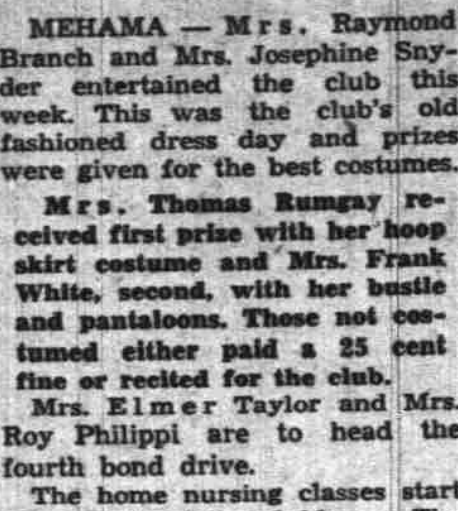 MEHAMA — Mrs. Raymond
Branch and Mrs. Josephine Sny-
der entertained the club this
week. This was the club's old
fashioned dress day and prizes
were given for the best costumes.
Mrs. Thomas Rumgay re-
ceived first prize with her hoop
skirt costume and Mrs. Frank
White, second, with her bustle
and pantaloons. Those not cos-
tumed either paid a 25 cent
fine or recited for the club.
Mrs. Elmer Taylor and Mrs.
Roy Philippi are to head the
fourth bond drive.
The home nursing classes start